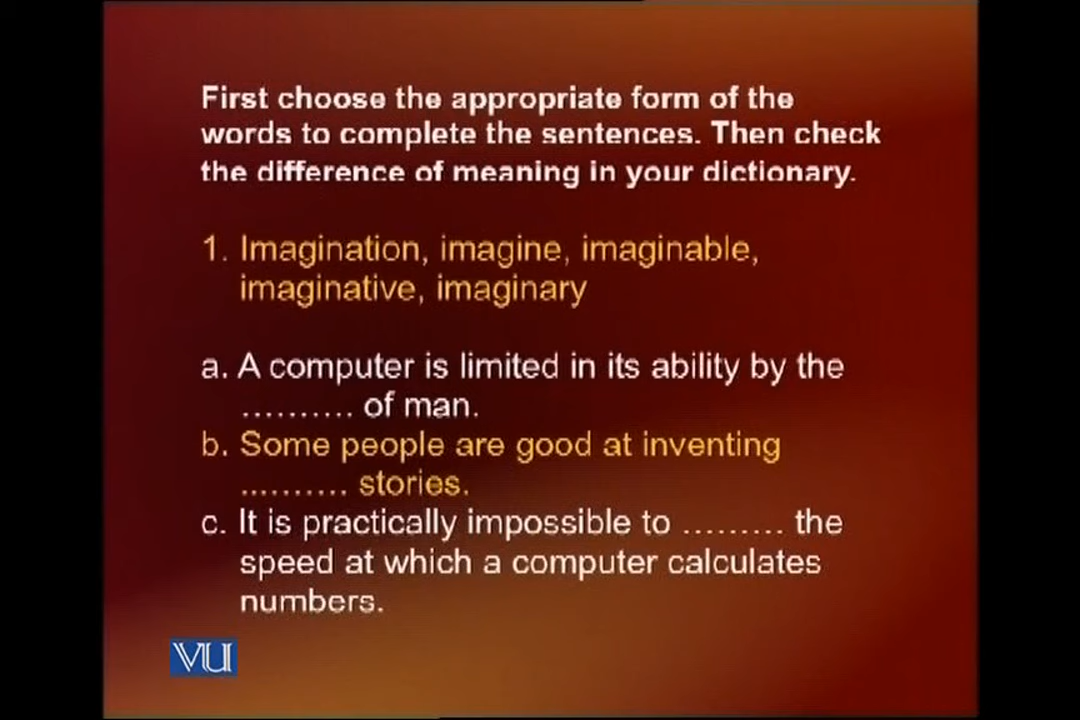 First choose the appropriate form of the
words to complete the sentences. Then check
the difference of meaning in your dictionary.
1. Imagination, imagine, imaginable,
imaginative, imaginary
a. A computer is limited in its ability by the
.......... of man.
b. Some people are good at inventing
.......... stories.
c. It is practically impossible to ......... the
speed at which a computer calculates
numbers.
VU